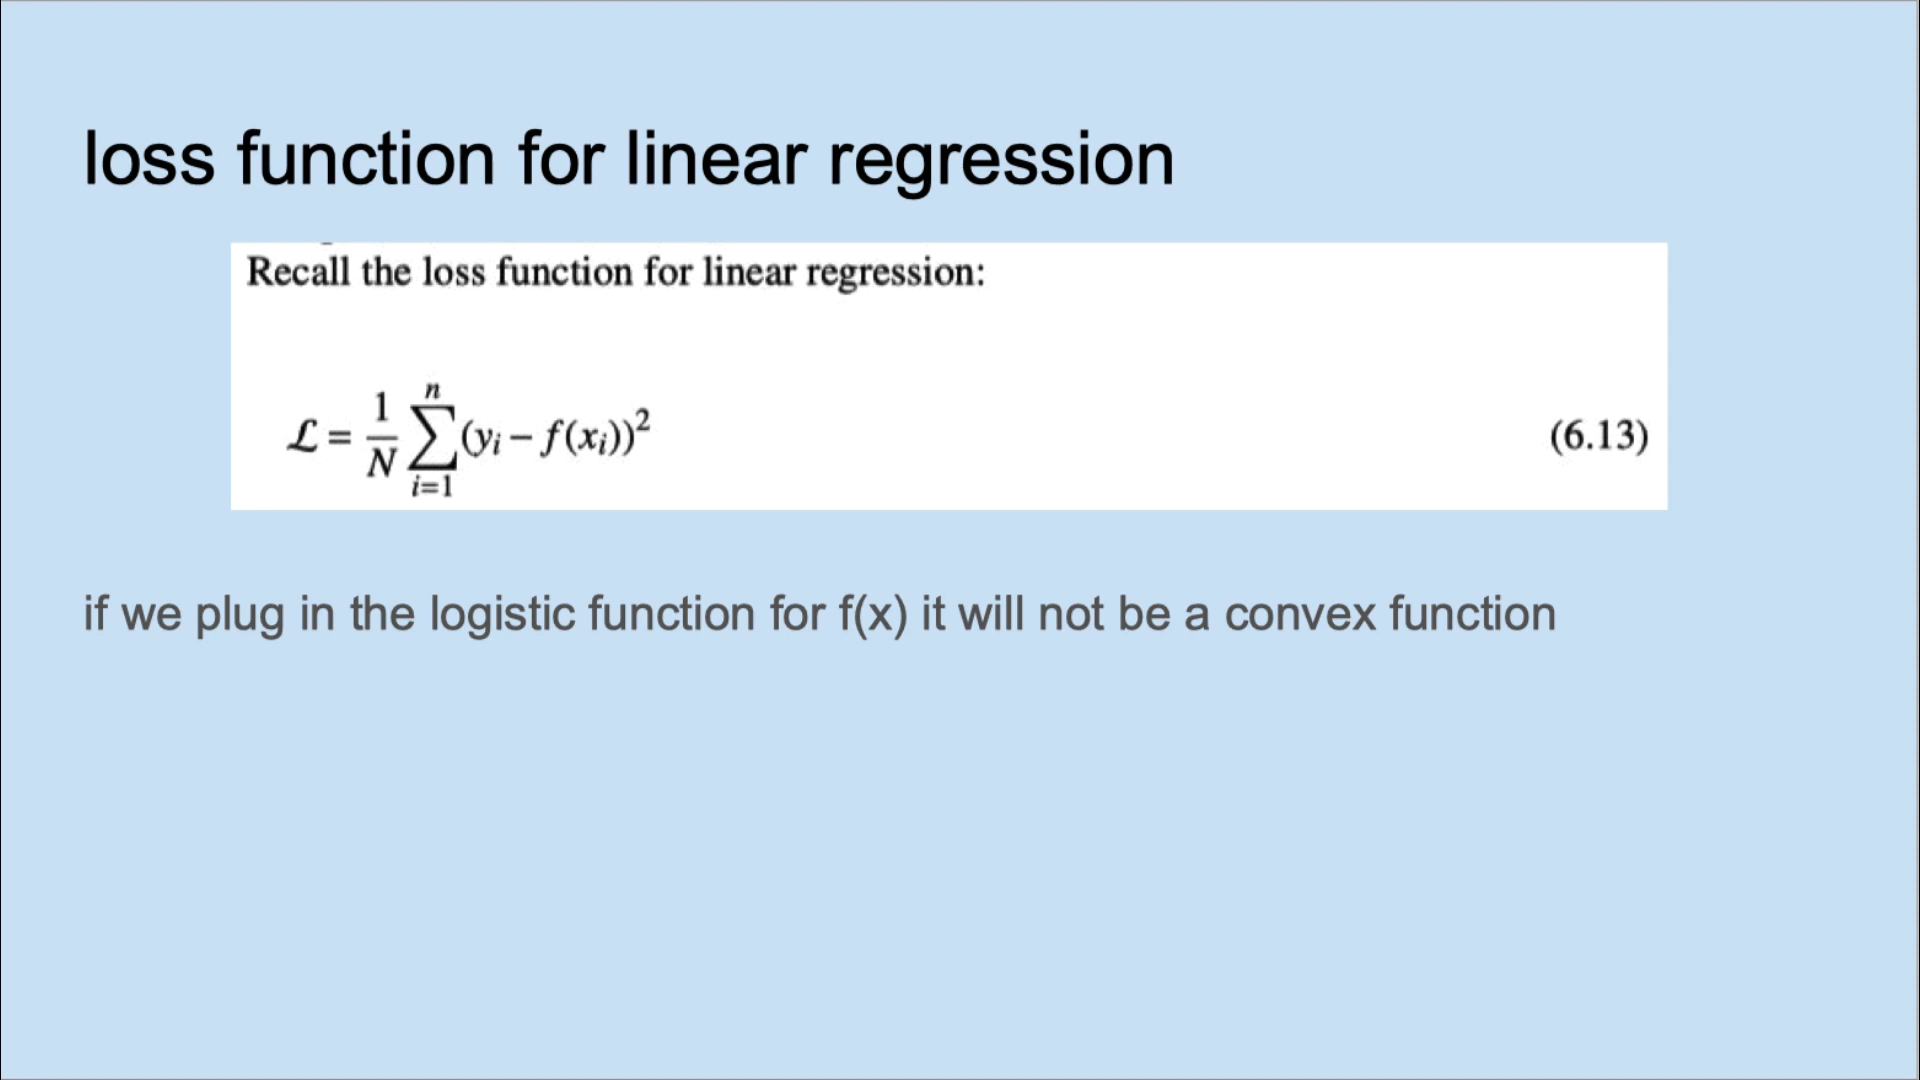 loss function for linear regression
Recall the loss function for linear regression:
ℒ = 1/N ∑_{i=1}^{n} (y_i − f(x_i))² (6.13)
if we plug in the logistic function for f(x) it will not be a convex function